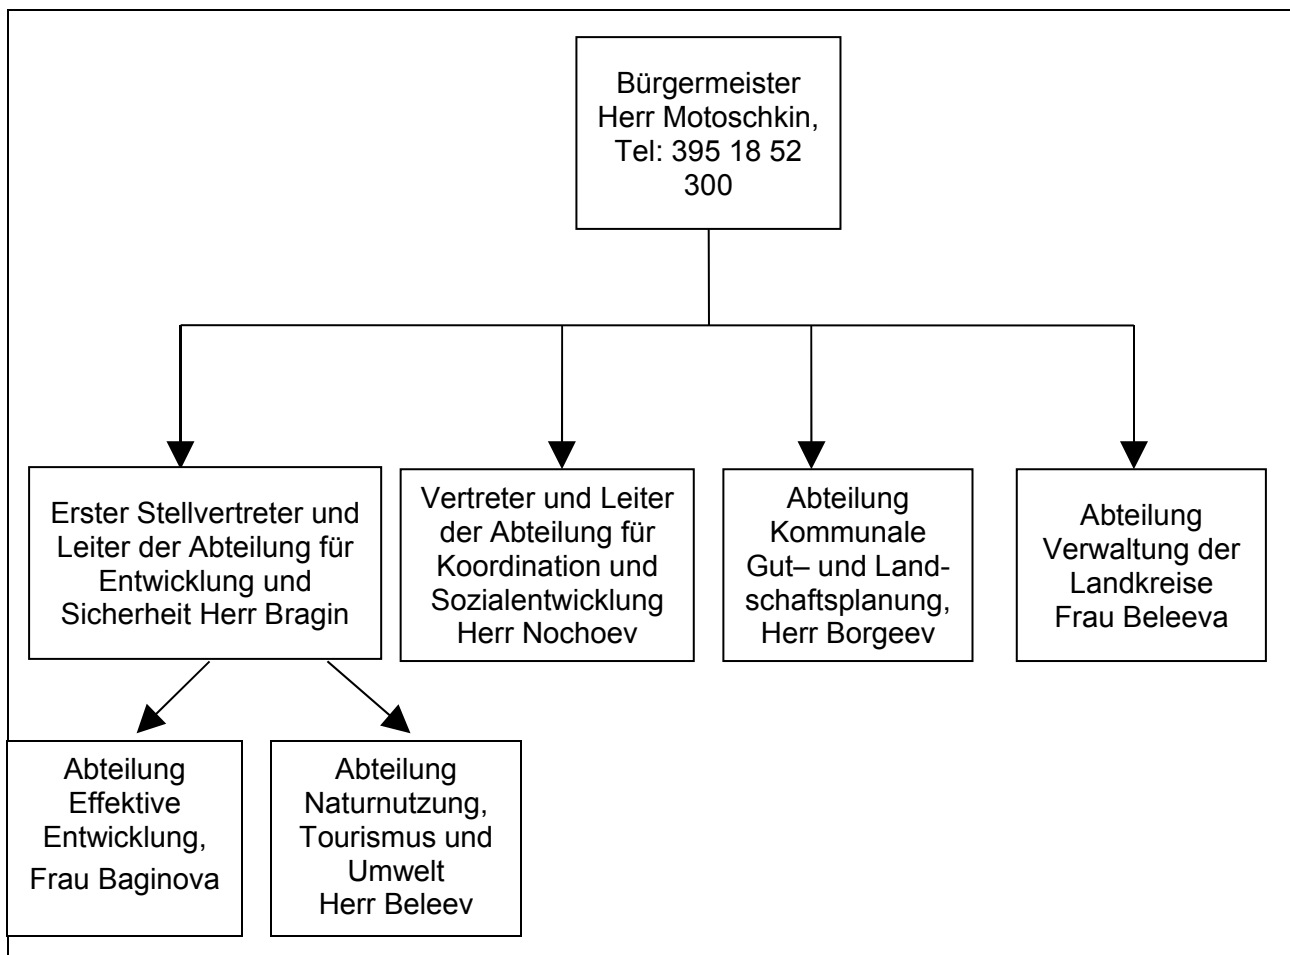 Bürgermeister
Herr Motoschkin,
Tel: 395 18 52
300
Erster Stellvertreter und
Leiter der Abteilung für
Entwicklung und
Sicherheit Herr Bragin
Vertreter und Leiter
der Abteilung für
Koordination und
Sozialentwicklung
Herr Nochoev
Abteilung
Kommunale
Gut– und Land-
schaftsplanung,
Herr Borgeev
Abteilung
Verwaltung der
Landkreise
Frau Beleeva
Abteilung
Effektive
Entwicklung,
Frau Baginova
Abteilung
Naturnutzung,
Tourismus und
Umwelt
Herr Beleev